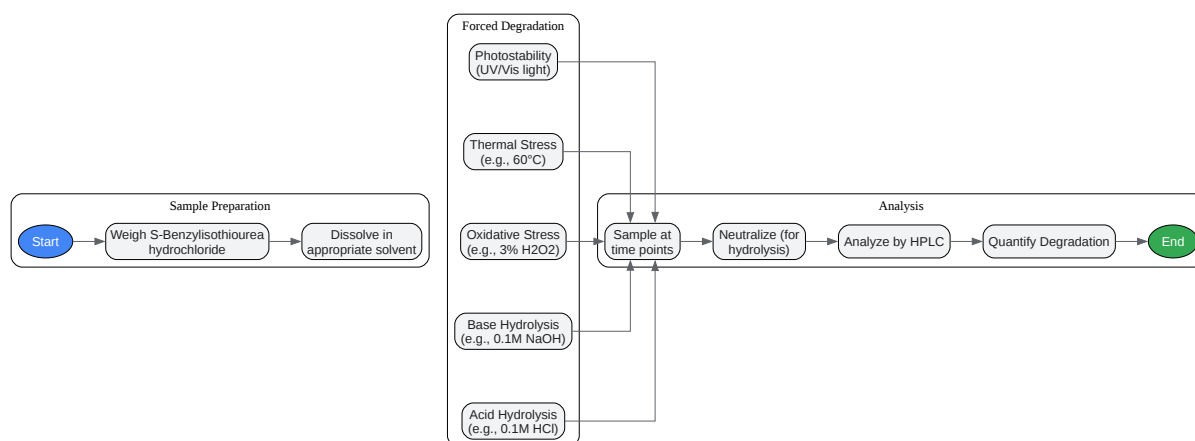 Sample Preparation
Start
Weigh S-Benzylisothiourea
hydrochloride
Dissolve in
appropriate solvent
Forced Degradation
Photostability
(UV/Vis light)
Thermal Stress
(e.g., 60°C)
Oxidative Stress
(e.g., 3% H2O2)
Base Hydrolysis
(e.g., 0.1M NaOH)
Acid Hydrolysis
(e.g., 0.1M HCl)
Analysis
Sample at
time points
Neutralize (for
hydrolysis)
Analyze by HPLC
Quantify Degradation
End